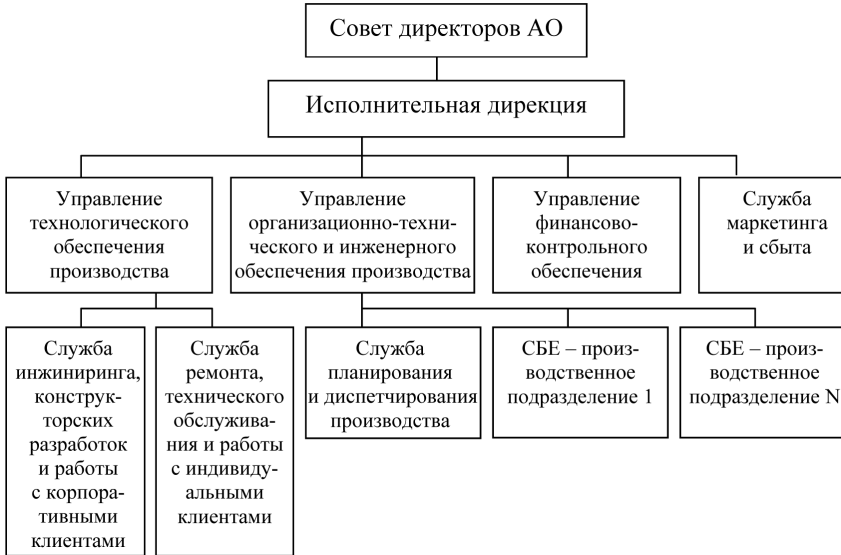 Совет директоров АО
Исполнительная дирекция
Управление
технологического
обеспечения
производства
Управление
организационно-техни-
ческого и инженерного
обеспечения производства
Управление
финансово-
контрольного
обеспечения
Служба
маркетинга
и сбыта
Служба
инжиниринга,
конструк-
торских
разработок
и работы
с корпора-
тивными
клиентами
Служба
ремонта,
технического
обслужива-
ния и работы
с индивиду-
альными
клиентами
Служба
планирования
и диспетчирования
производства
СБЕ – произ-
водственное
подразделение 1
СБЕ – произ-
водственное
подразделение N